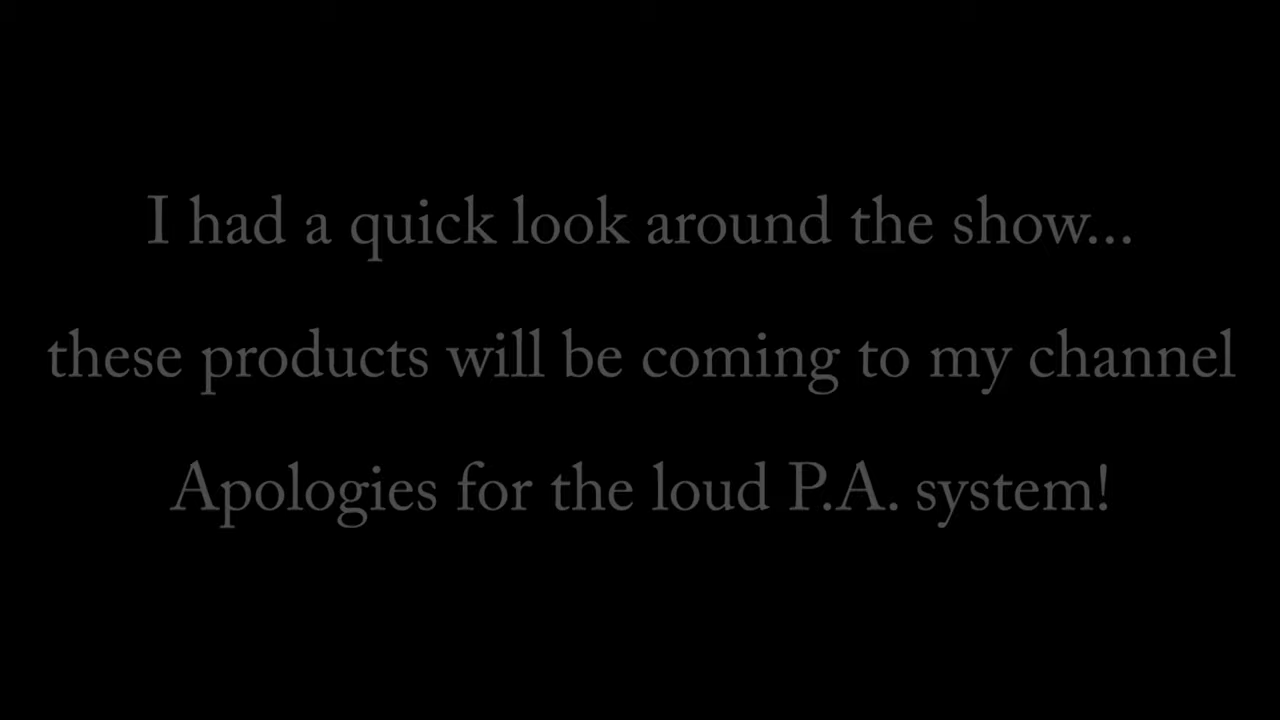 I had a quick look around the show...
these products will be coming to my channel
Apologies for the loud P.A. system!